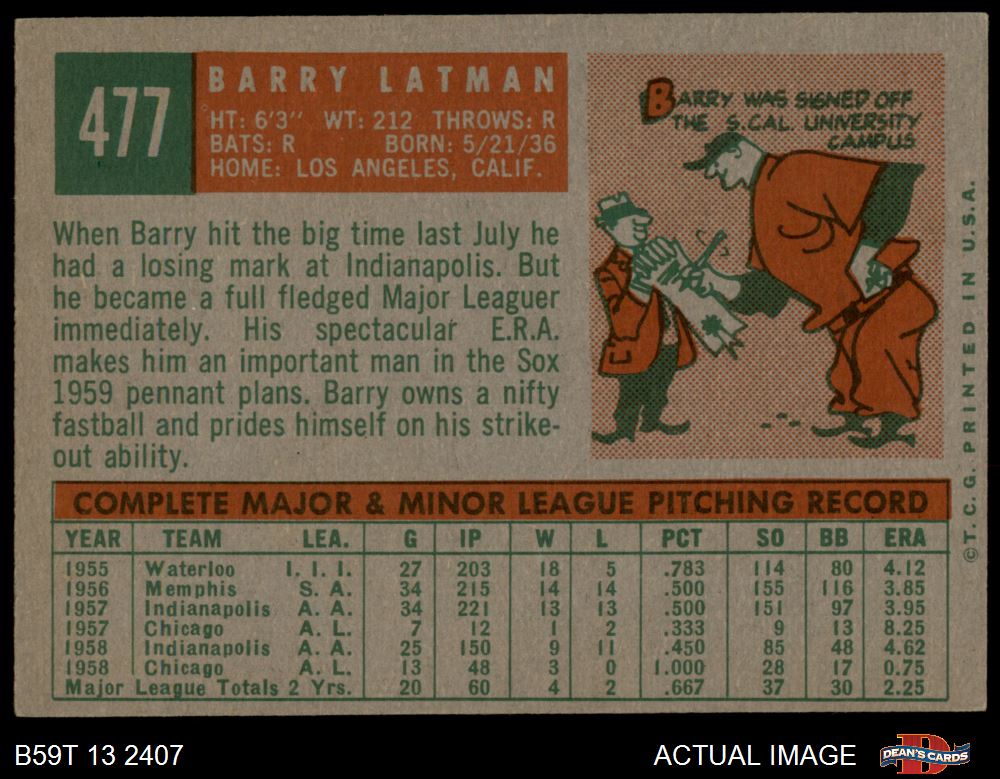 477
BARRY LATMAN
HT: 6'3" WT: 212 THROWS: R
BATS: R BORN: 5/21/36
HOME: LOS ANGELES, CALIF.
BARRY WAS SIGNED OFF
THE S. CAL. UNIVERSITY
CAMPUS
When Barry hit the big time last July he
had a losing mark at Indianapolis. But
he became a full fledged Major Leaguer
immediately. His spectacular E.R.A.
makes him an important man in the Sox
1959 pennant plans. Barry owns a nifty
fastball and prides himself on his strike-
out ability.
COMPLETE MAJOR & MINOR LEAGUE PITCHING RECORD
YEAR TEAM LEA. G IP W L PCT SO BB ERA
1955 Waterloo I. I. I. 27 203 18 5 .783 114 80 4.12
1956 Memphis S. A. 34 215 14 14 .500 155 116 3.85
1957 Indianapolis A. A. 34 221 13 13 .500 151 97 3.95
1957 Chicago A. L. 7 12 1 2 .333 9 13 8.25
1958 Indianapolis A. A. 25 150 9 11 .450 85 48 4.62
1958 Chicago A. L. 13 48 3 0 1.000 28 17 0.75
Major League Totals 2 Yrs. 20 60 4 2 .667 37 30 2.25
© T. C. G. PRINTED IN U.S.A.
B59T 13 2407
ACTUAL IMAGE
DEAN'S CARDS